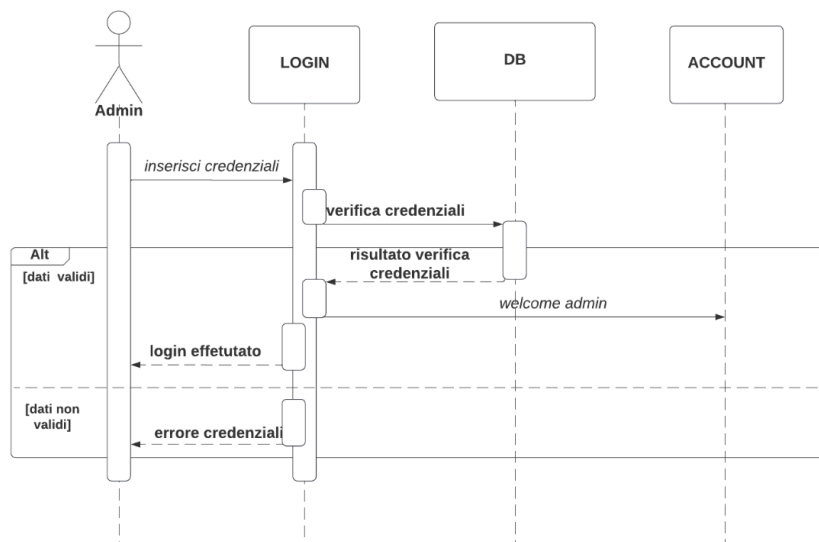 LOGIN
DB
ACCOUNT
Admin
inserisci credenziali
verifica credenziali
Alt
risultato verifica
credenziali
[dati validi]
welcome admin
login effetutato
[dati non
validi]
errore credenziali